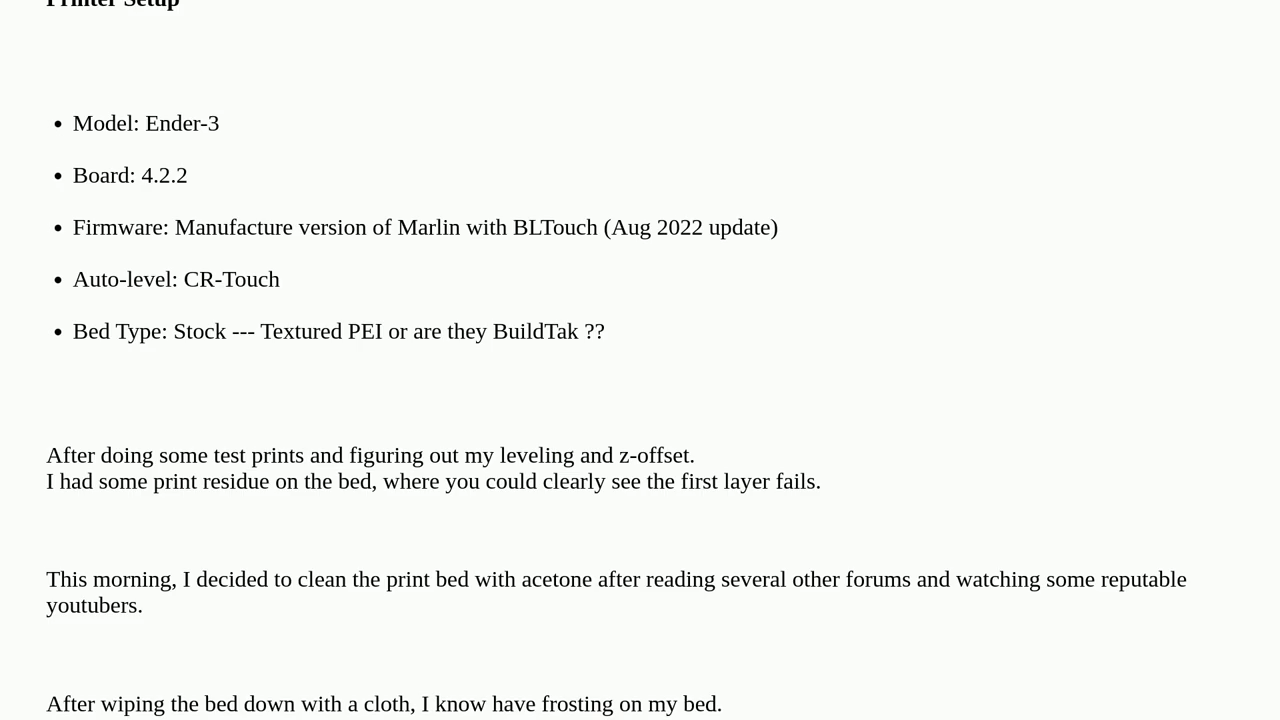 Printer Setup
• Model: Ender-3
• Board: 4.2.2
• Firmware: Manufacture version of Marlin with BLTouch (Aug 2022 update)
• Auto-level: CR-Touch
• Bed Type: Stock --- Textured PEI or are they BuildTak ??
After doing some test prints and figuring out my leveling and z-offset.
I had some print residue on the bed, where you could clearly see the first layer fails.
This morning, I decided to clean the print bed with acetone after reading several other forums and watching some reputable
youtubers.
After wiping the bed down with a cloth, I know have frosting on my bed.